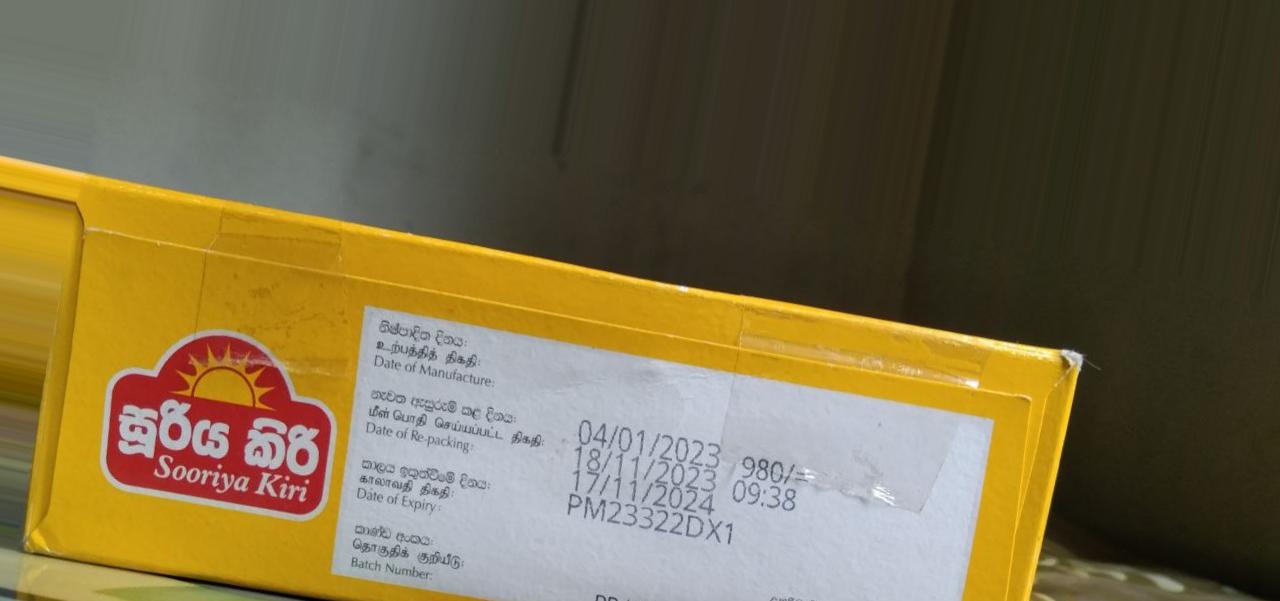 සූරිය කිරි
Sooriya Kiri
නිෂ්පාදිත දිනය:
உற்பத்தித் திகதி:
Date of Manufacture:
නැවත ඇසුරුම් කළ දිනය:
மீள் பொதி செய்யப்பட்ட திகதி:
Date of Re-packing:
කාලය ඉකුත්වීමේ දිනය:
காலாவதி திகதி:
Date of Expiry:
කාණ්ඩ අංකය:
தொகுதிக் குறியீடு:
Batch Number:
04/01/2023 980/=
18/11/2023 09:38
17/11/2024
PM23322DX1